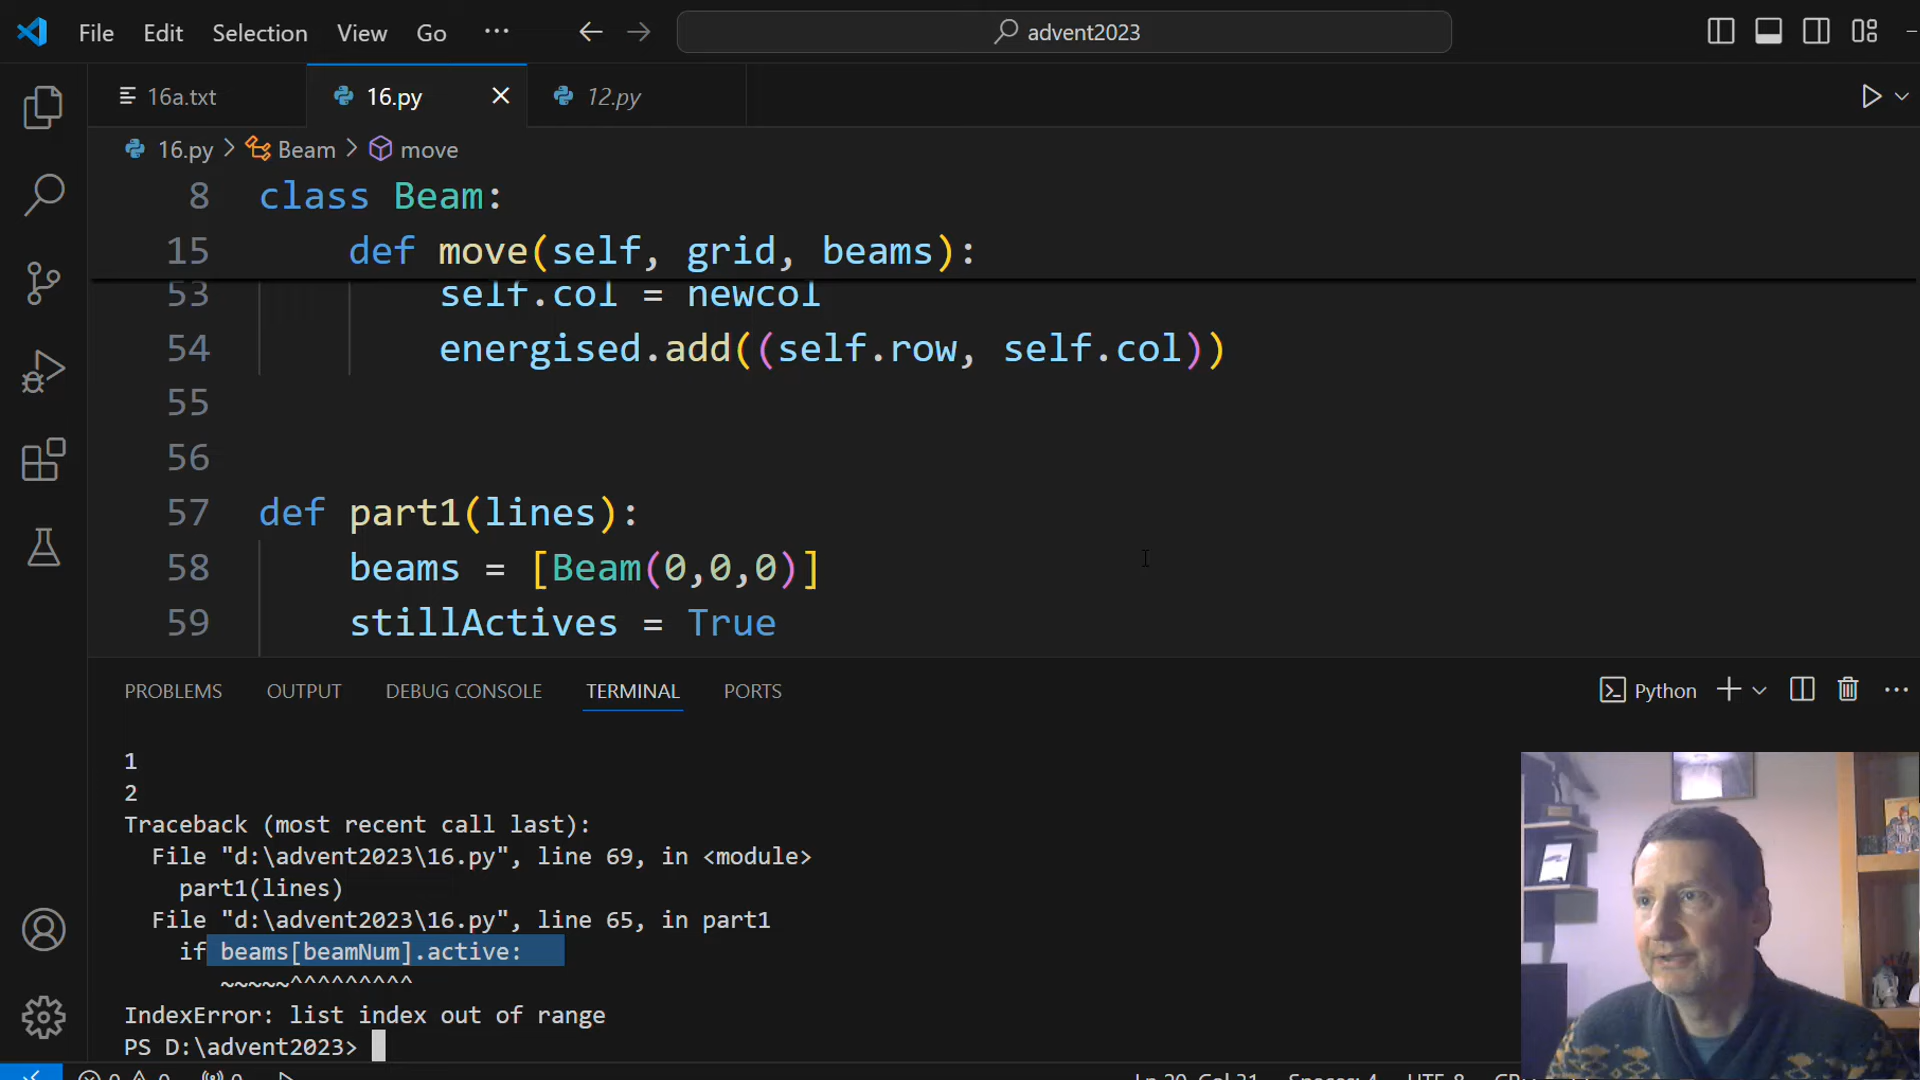 File Edit Selection View Go ··· advent2023
16a.txt 16.py 12.py
16.py > Beam > move
8 class Beam:
15 def move(self, grid, beams):
53 self.col = newcol
54 energised.add((self.row, self.col))
55
56
57 def part1(lines):
58 beams = [Beam(0,0,0)]
59 stillActives = True
PROBLEMS OUTPUT DEBUG CONSOLE TERMINAL PORTS
Python
1
2
Traceback (most recent call last):
File "d:\advent2023\16.py", line 69, in <module>
part1(lines)
File "d:\advent2023\16.py", line 65, in part1
if beams[beamNum].active:
~~~~~^^^^^^^^^
IndexError: list index out of range
PS D:\advent2023>